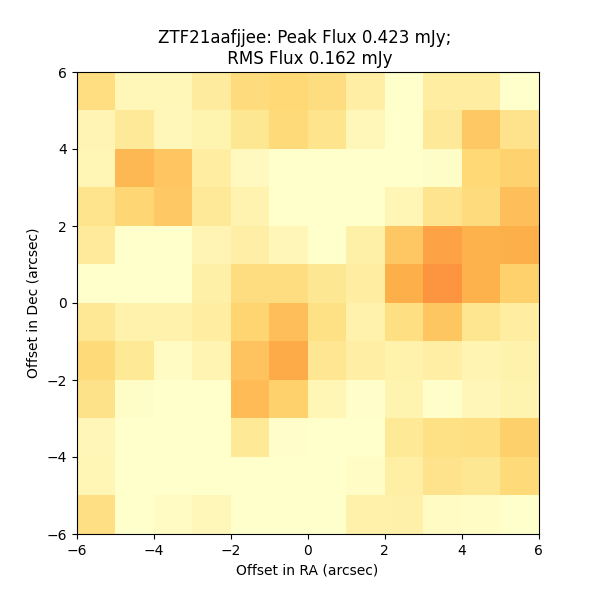 ZTF21aafjjee: Peak Flux 0.423 mJy;
RMS Flux 0.162 mJy
6
4
2
0
−2
−4
−6
Offset in Dec (arcsec)
−6 −4 −2 0 2 4 6
Offset in RA (arcsec)